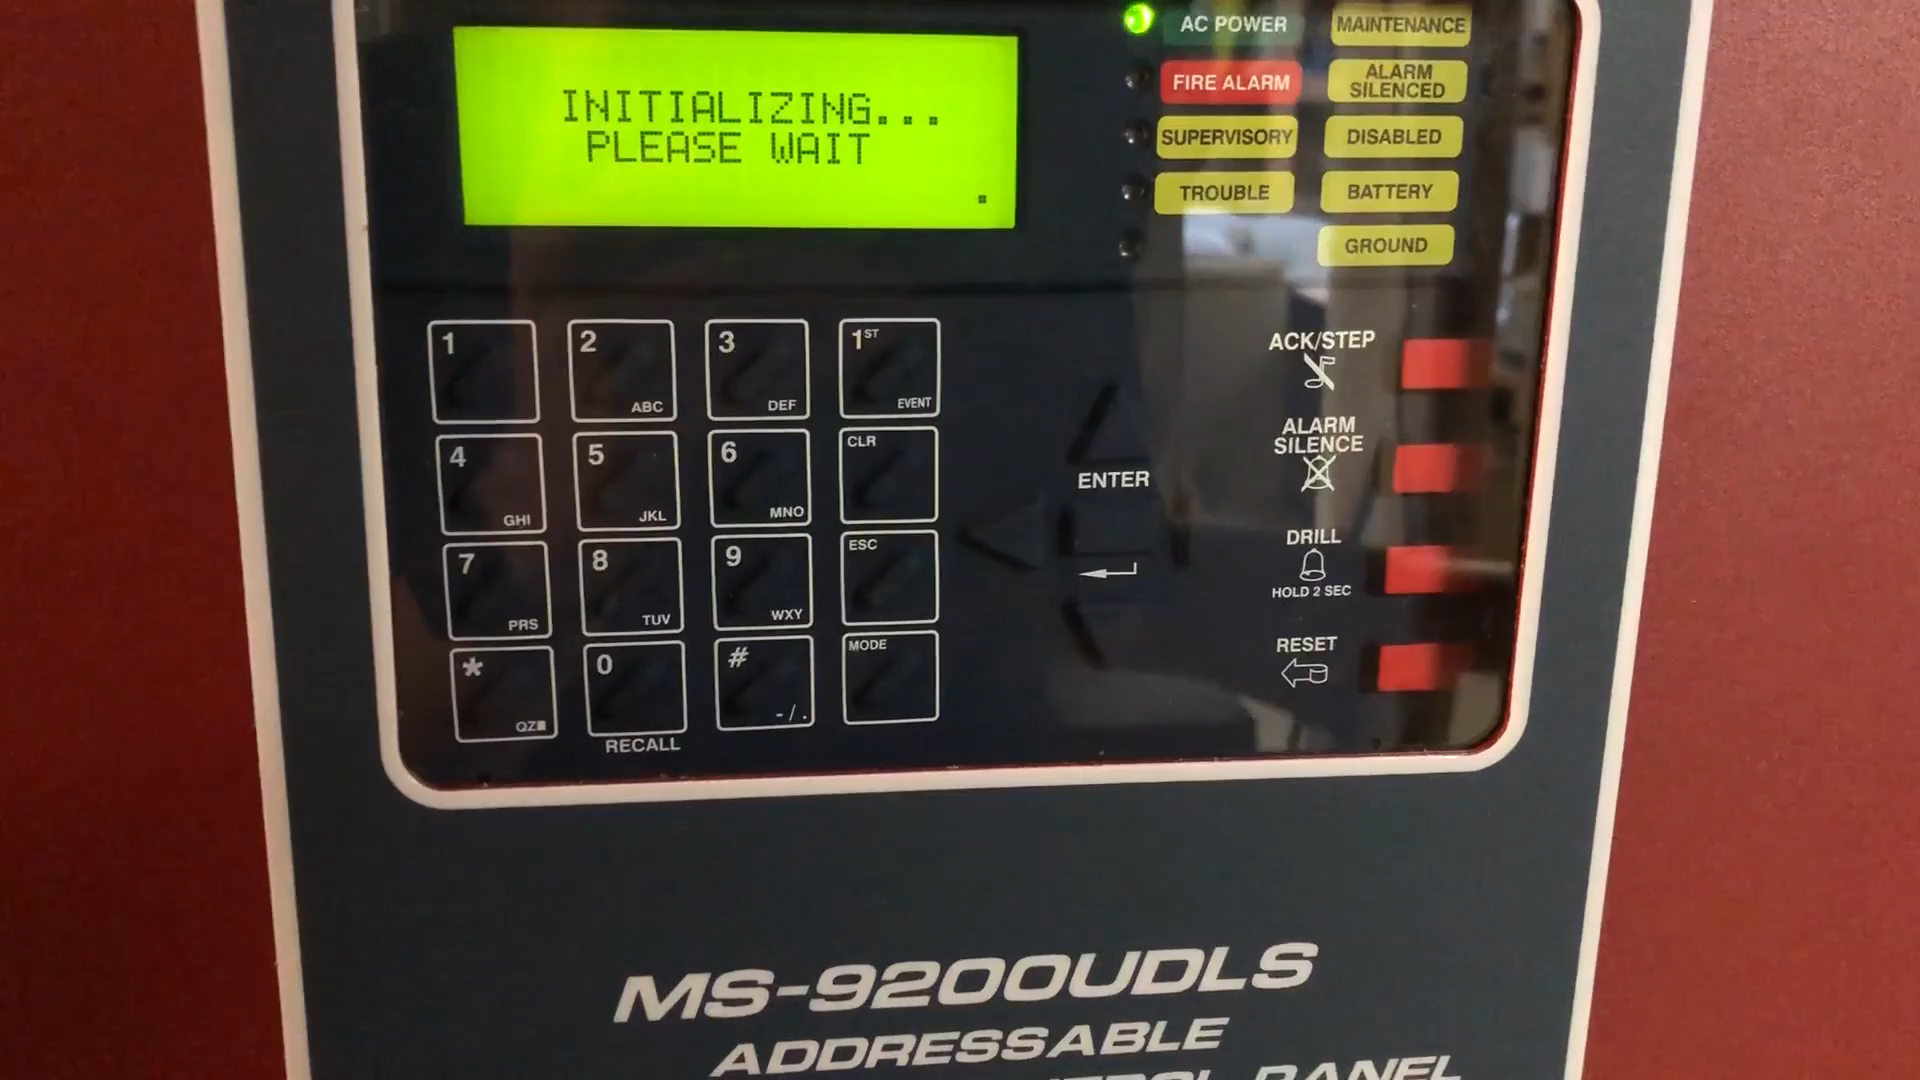 INITIALIZING...
PLEASE WAIT
AC POWER
MAINTENANCE
FIRE ALARM
ALARM
SILENCED
SUPERVISORY
DISABLED
TROUBLE
BATTERY
GROUND
1
2
ABC
3
DEF
1ST
EVENT
4
GHI
5
JKL
6
MNO
CLR
7
PRS
8
TUV
9
WXY
ESC
*
QZ
0
RECALL
#
- / .
MODE
ENTER
ACK/STEP
ALARM
SILENCE
DRILL
HOLD 2 SEC
RESET
MS-9200UDLS
ADDRESSABLE
PANEL